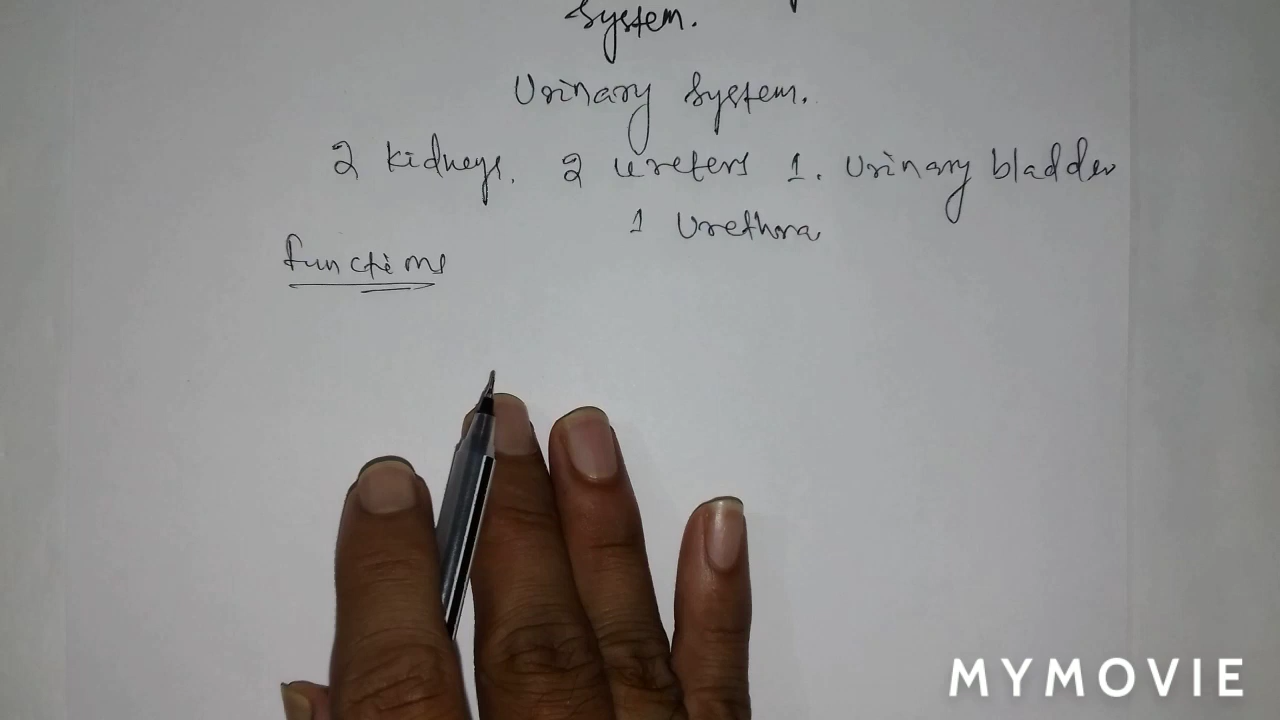 System.
Urinary System.
2 kidneys. 2 Ureters 1. Urinary bladder
1 Urethra
functions
MYMOVIE